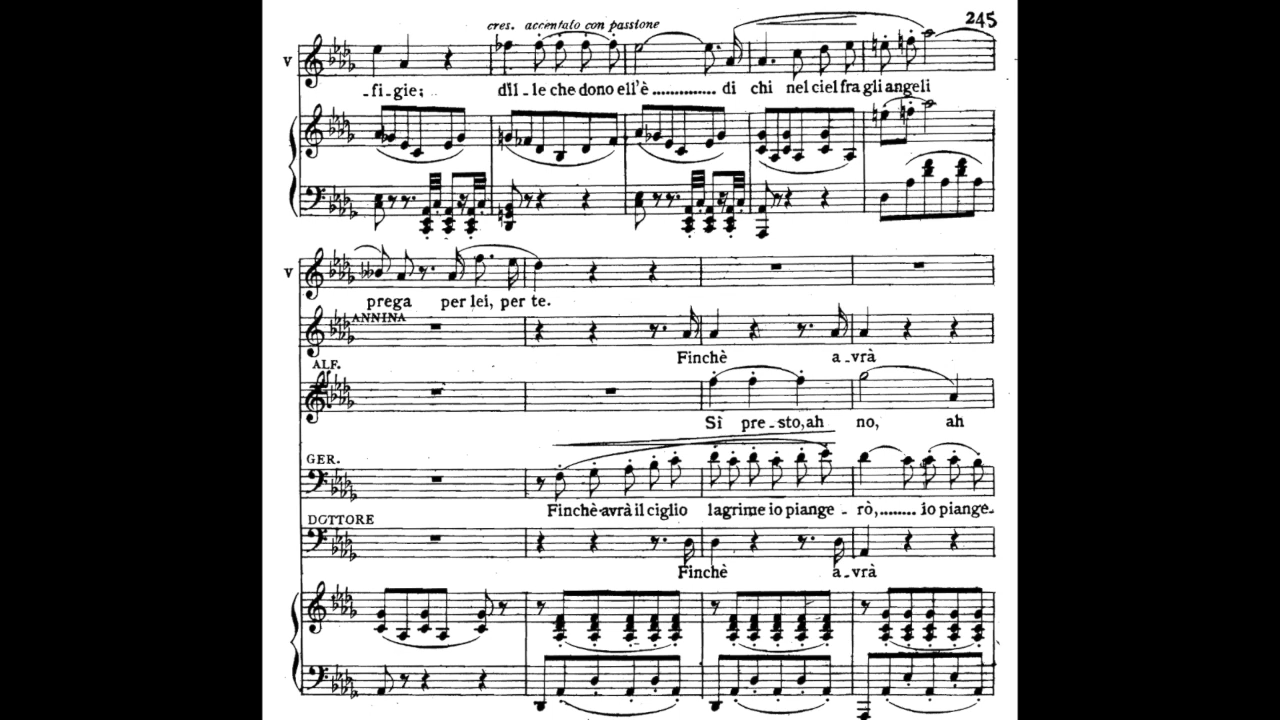 245
cres. accentato con passione
V
-fi-gie; d'il-le che dono ell'è .............. di chi nel ciel fra gli angeli
V
prega per lei, per te.
ANNINA
Finchè a-vrà
ALF.
Sì pre-sto, ah no, ah
GER.
Finchè avrà il ciglio lagrime io piange - rò,........ io piange-
DOTTORE
Finchè a-vrà